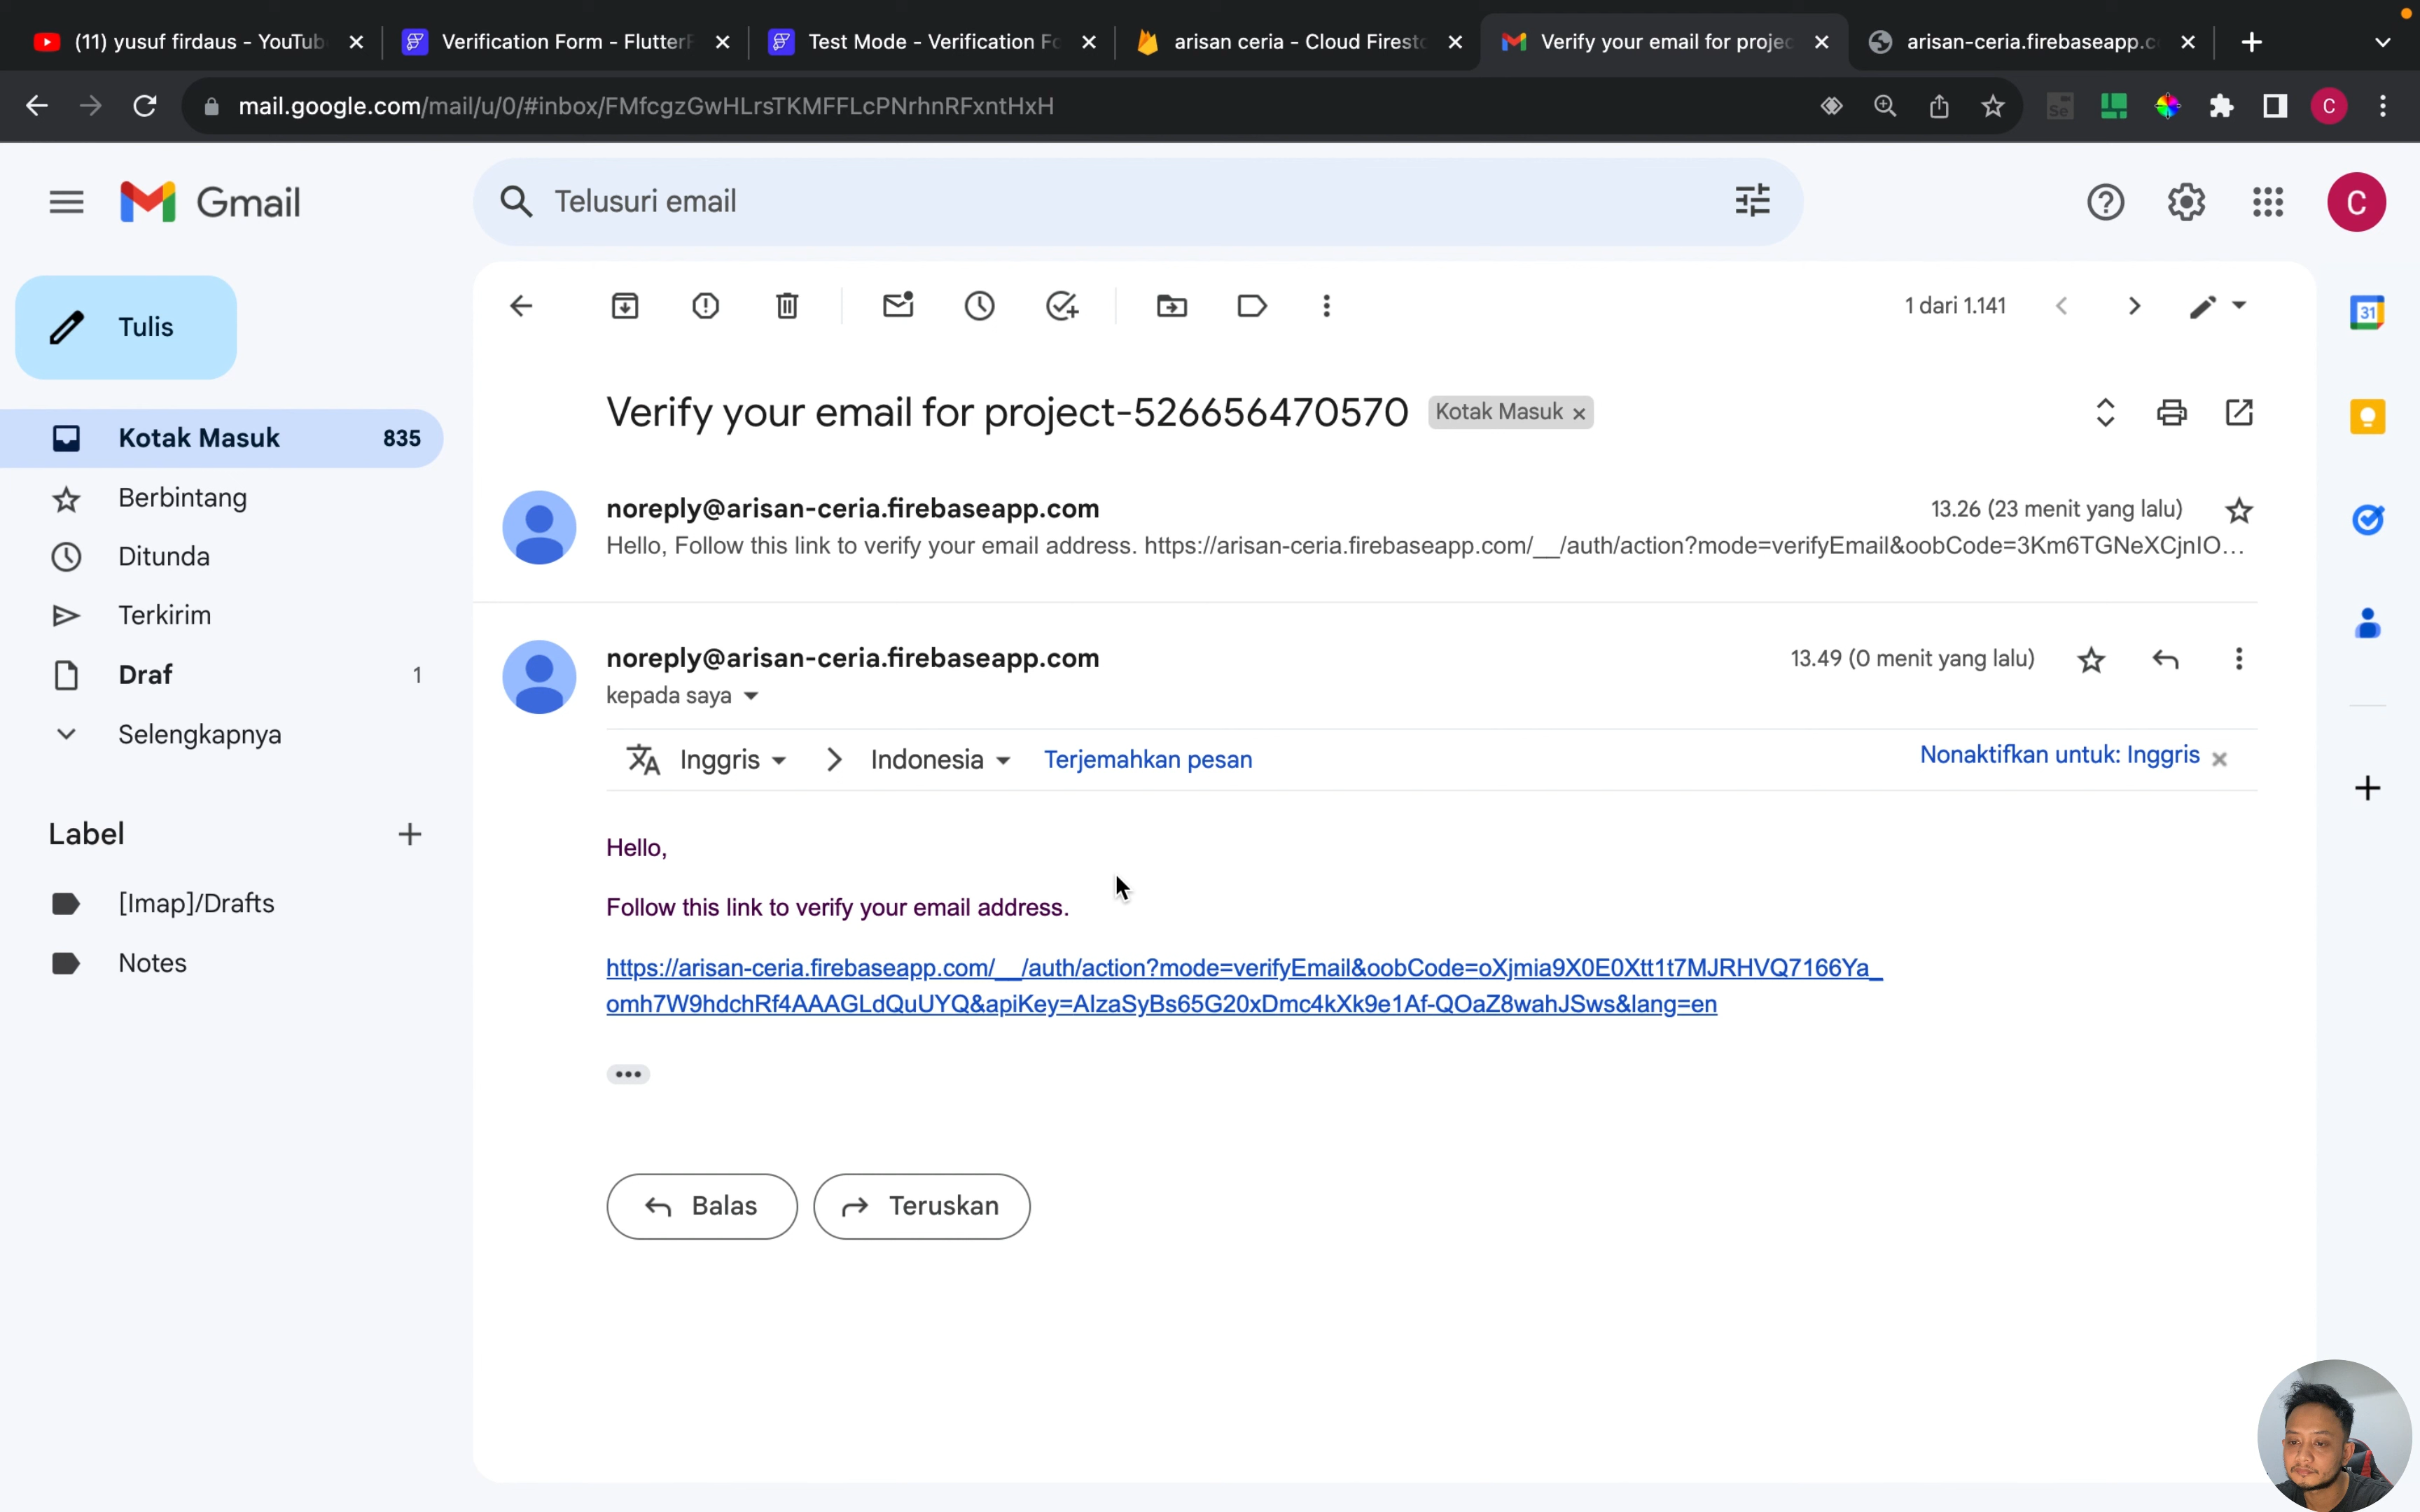 (11) yusuf firdaus - YouTub
Verification Form - FlutterF
Test Mode - Verification Fo
arisan ceria - Cloud Firesto
Verify your email for projec
arisan-ceria.firebaseapp.c
mail.google.com/mail/u/0/#inbox/FMfcgzGwHLrsTKMFFLcPNrhnRFxntHxH
Se
C
Gmail
Telusuri email
C
Tulis
1 dari 1.141
31
Kotak Masuk 835
Berbintang
Ditunda
Terkirim
Draf 1
Selengkapnya
Label
[Imap]/Drafts
Notes
Verify your email for project-526656470570 Kotak Masuk
noreply@arisan-ceria.firebaseapp.com 13.26 (23 menit yang lalu)
Hello, Follow this link to verify your email address. https://arisan-ceria.firebaseapp.com/__/auth/action?mode=verifyEmail&oobCode=3Km6TGNeXCjnIO...
noreply@arisan-ceria.firebaseapp.com 13.49 (0 menit yang lalu)
kepada saya
Inggris Indonesia Terjemahkan pesan Nonaktifkan untuk: Inggris
Hello,
Follow this link to verify your email address.
https://arisan-ceria.firebaseapp.com/__/auth/action?mode=verifyEmail&oobCode=oXjmia9X0E0Xtt1t7MJRHVQ7166Ya_
omh7W9hdchRf4AAAGLdQuUYQ&apiKey=AIzaSyBs65G20xDmc4kXk9e1Af-QOaZ8wahJSws&lang=en
Balas
Teruskan